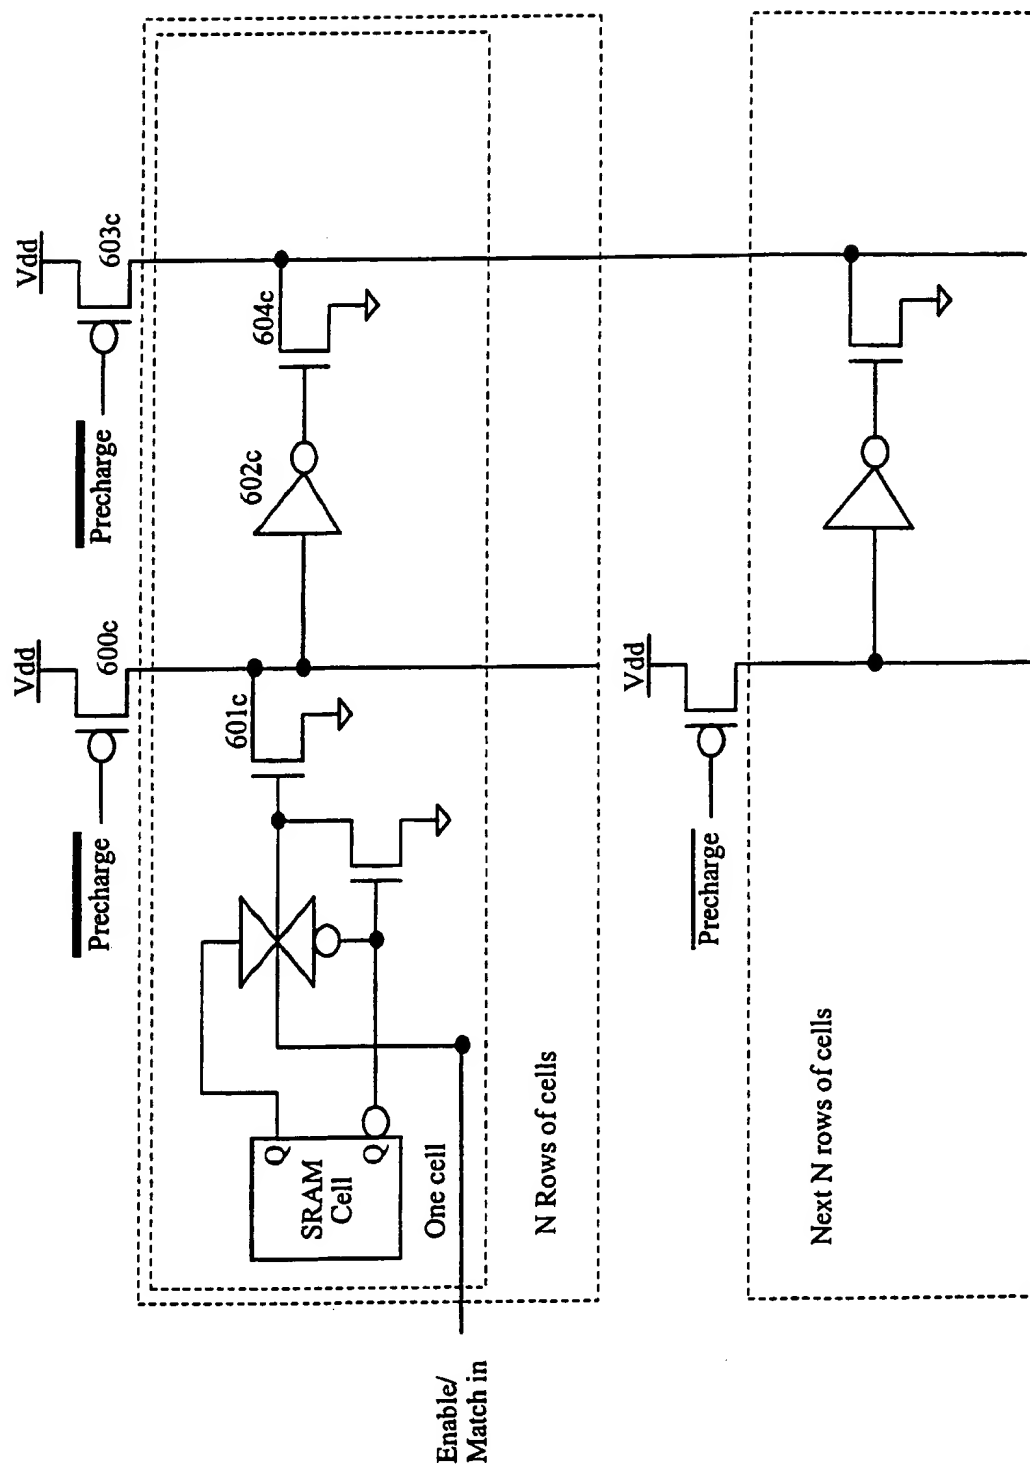 Vdd
603c
Precharge
604c
602c
Vdd
600c
Precharge
601c
Q
Q
SRAM
Cell
One cell
N Rows of cells
Enable/
Match in
Vdd
Precharge
Next N rows of cells